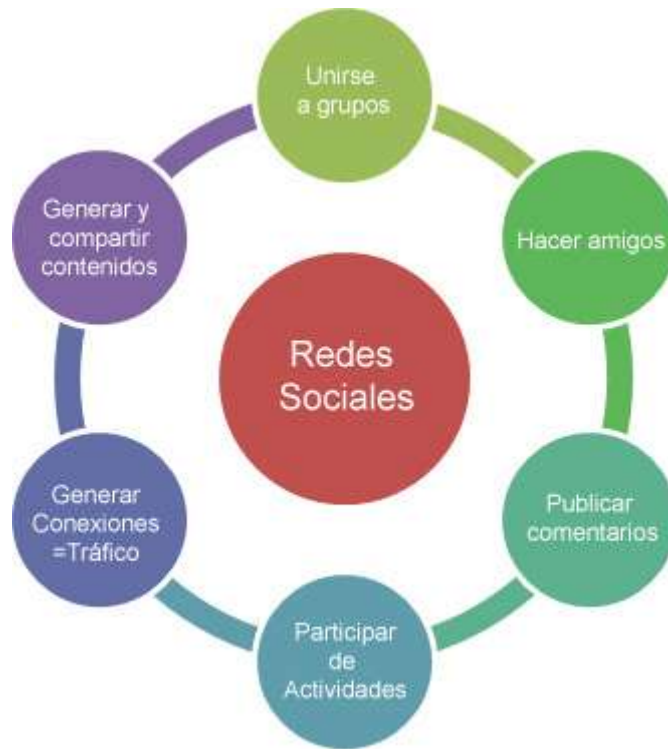 Unirse
a grupos
Hacer amigos
Publicar
comentarios
Participar
de
Actividades
Generar
Conexiones
=Tráfico
Generar y
compartir
contenidos
Redes
Sociales